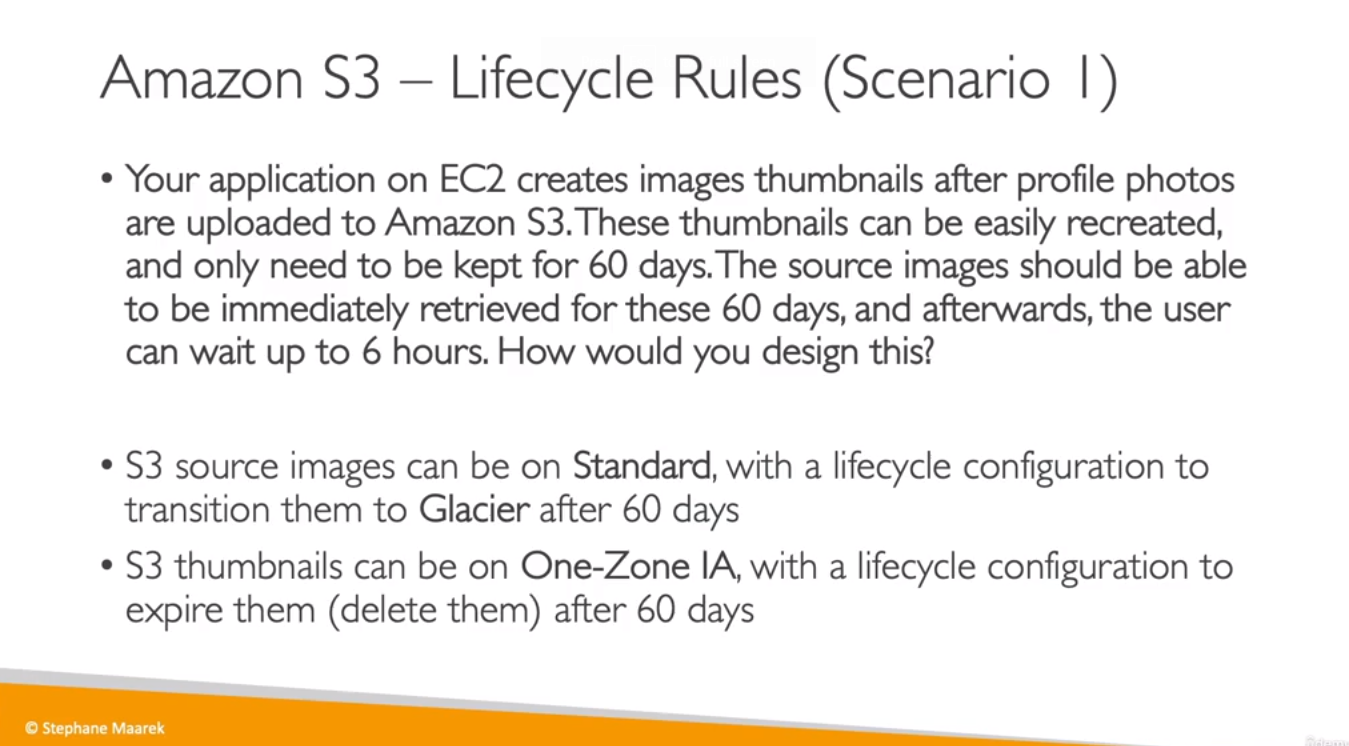 Amazon S3 – Lifecycle Rules (Scenario 1)
• Your application on EC2 creates images thumbnails after profile photos
are uploaded to Amazon S3. These thumbnails can be easily recreated,
and only need to be kept for 60 days. The source images should be able
to be immediately retrieved for these 60 days, and afterwards, the user
can wait up to 6 hours. How would you design this?
• S3 source images can be on Standard, with a lifecycle configuration to
transition them to Glacier after 60 days
• S3 thumbnails can be on One-Zone IA, with a lifecycle configuration to
expire them (delete them) after 60 days
© Stephane Maarek